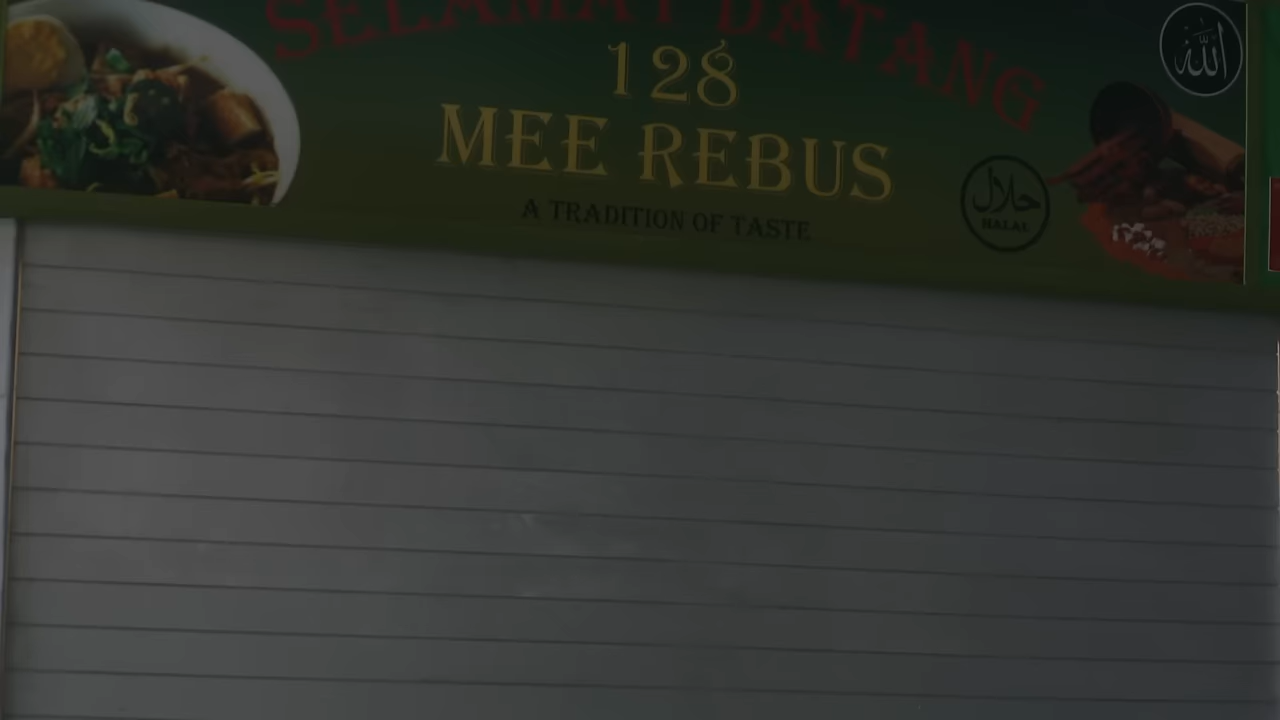 SELAMAT DATANG
الله
128
MEE REBUS
A TRADITION OF TASTE
حلال
HALAL